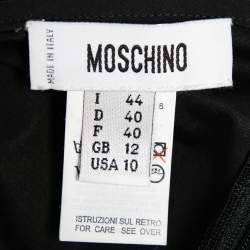 MADE IN ITALY
MOSCHINO
I 44
D 40
F 40
GB 12
USA 10
8
ISTRUZIONI SUL RETRO
FOR CARE SEE OVER